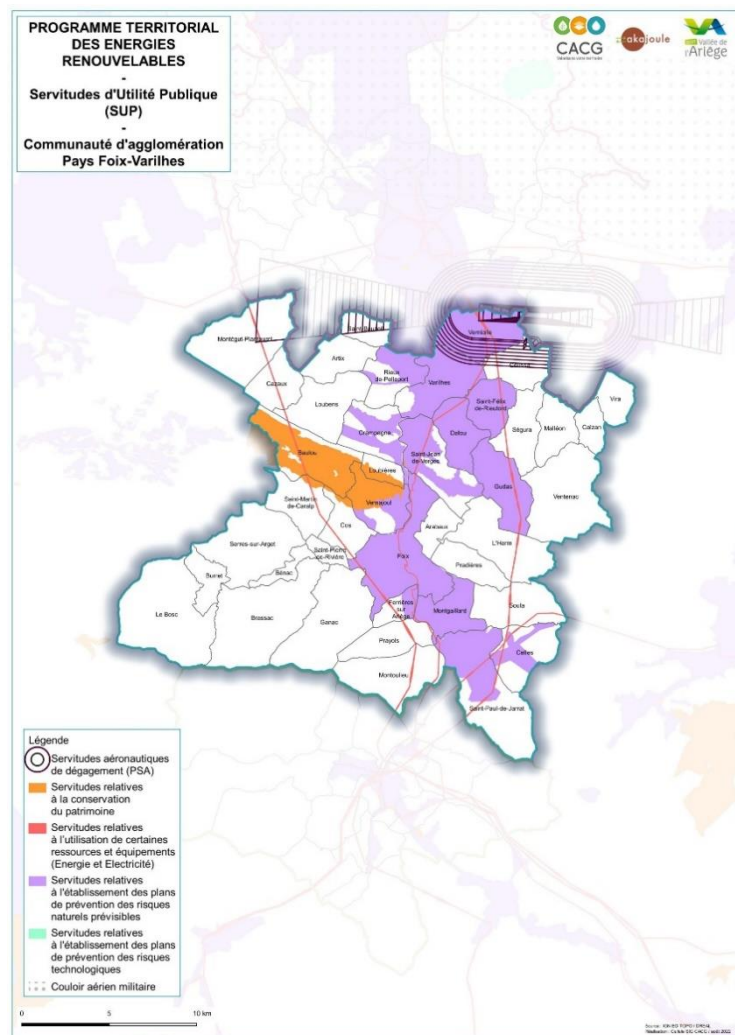 PROGRAMME TERRITORIAL
DES ENERGIES
RENOUVELABLES
-
Servitudes d'Utilité Publique
(SUP)
-
Communauté d'agglomération
Pays Foix-Varilhes
CACG
akajoule
Vallée de
l'Ariège
Montégut-Plantaurel
Artix
Rieux
de-Pelleport
Varilhes
Verniolle
Cazaux
Loubens
Crampagna
Saint-Félix
de-Rieutord
Dalou
Ségura
Malléon
Calzan
Vira
Baulou
Loubières
Saint-Jean
de-Verges
Gudas
Ventenac
Vernajoul
Saint-Martin
de-Caralp
Cos
Arabaux
L'Herm
Serres-sur-Arget
Saint-Pierre
de-Rivière
Foix
Pradières
Burret
Bénac
Soula
Le Bosc
Brassac
Ganac
Ferrières
sur
Ariège
Montgaillard
Prayols
Celles
Montoulieu
Saint-Paul-de-Jarrat
Légende
Servitudes aéronautiques
de dégagement (PSA)
Servitudes relatives
à la conservation
du patrimoine
Servitudes relatives
à l'utilisation de certaines
ressources et équipements
(Energie et Electricité)
Servitudes relatives
à l'établissement des plans
de prévention des risques
naturels prévisibles
Servitudes relatives
à l'établissement des plans
de prévention des risques
technologiques
Couloir aérien militaire
0 5 10 km